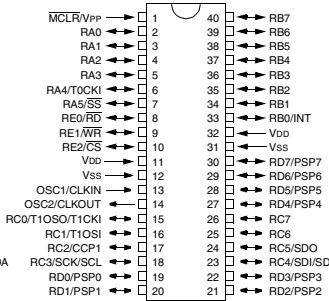 MCLR/VPP 1 40 RB7
RA0 2 39 RB6
RA1 3 38 RB5
RA2 4 37 RB4
RA3 5 36 RB3
RA4/T0CKI 6 35 RB2
RA5/SS 7 34 RB1
RE0/RD 8 33 RB0/INT
RE1/WR 9 32 VDD
RE2/CS 10 31 VSS
VDD 11 30 RD7/PSP7
VSS 12 29 RD6/PSP6
OSC1/CLKIN 13 28 RD5/PSP5
OSC2/CLKOUT 14 27 RD4/PSP4
RC0/T1OSO/T1CKI 15 26 RC7
RC1/T1OSI 16 25 RC6
RC2/CCP1 17 24 RC5/SDO
RC3/SCK/SCL 18 23 RC4/SDI/SD
RD0/PSP0 19 22 RD3/PSP3
RD1/PSP1 20 21 RD2/PSP2